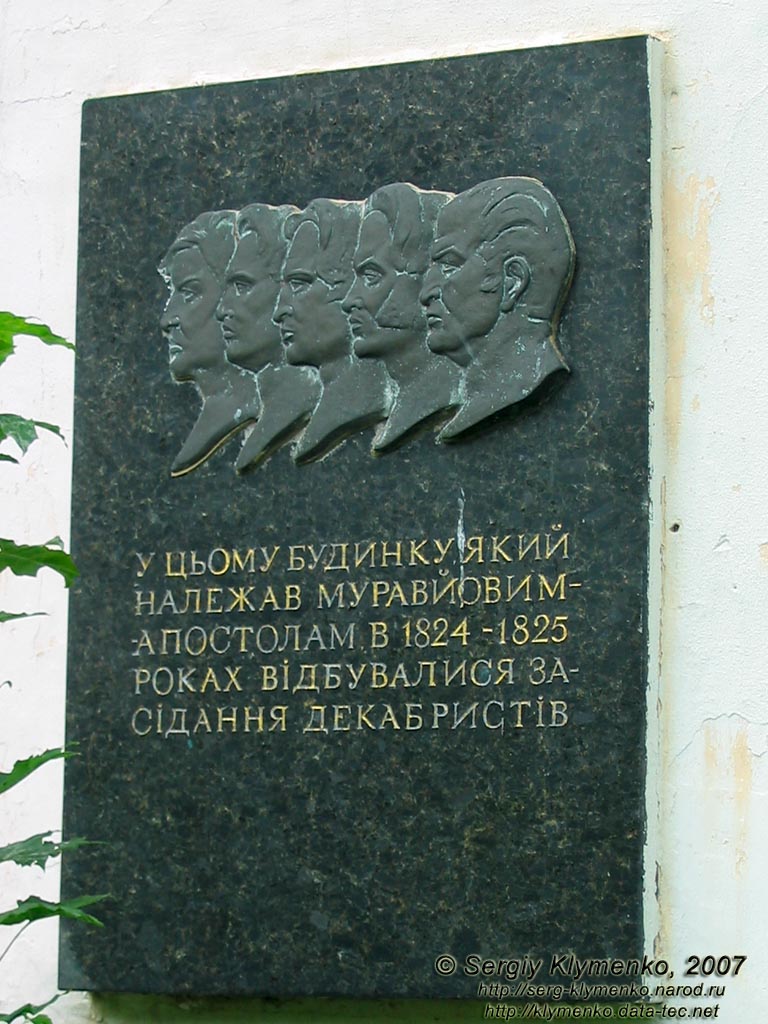 У ЦЬОМУ БУДИНКУ ЯКИЙ
НАЛЕЖАВ МУРАВЙОВИМ-
-АПОСТОЛАМ В 1824 -1825
РОКАХ ВІДБУВАЛИСЯ ЗА-
СІДАННЯ ДЕКАБРИСТІВ
© Sergiy Klymenko, 2007
http://serg-klymenko.narod.ru
http://klymenko.data-tec.net